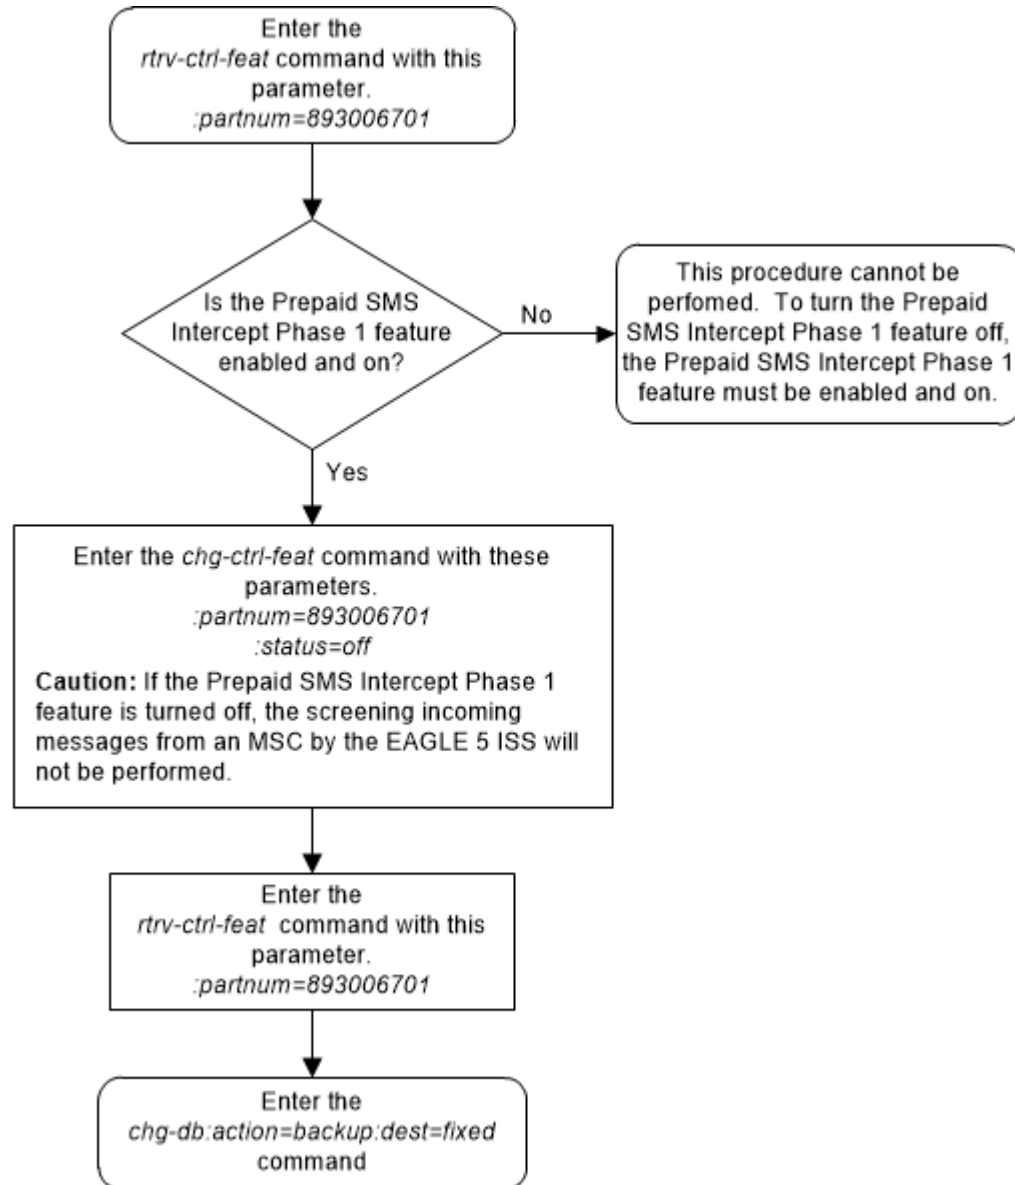 Enter the
rtrv-ctrl-feat command with this
parameter.
:partnum=893006701
Is the Prepaid SMS
Intercept Phase 1 feature
enabled and on?
No
This procedure cannot be
perfomed. To turn the Prepaid
SMS Intercept Phase 1 feature off,
the Prepaid SMS Intercept Phase 1
feature must be enabled and on.
Yes
Enter the chg-ctrl-feat command with these
parameters.
:partnum=893006701
:status=off
Caution: If the Prepaid SMS Intercept Phase 1
feature is turned off, the screening incoming
messages from an MSC by the EAGLE 5 ISS will
not be performed.
Enter the
rtrv-ctrl-feat command with this
parameter.
:partnum=893006701
Enter the
chg-db:action=backup:dest=fixed
command